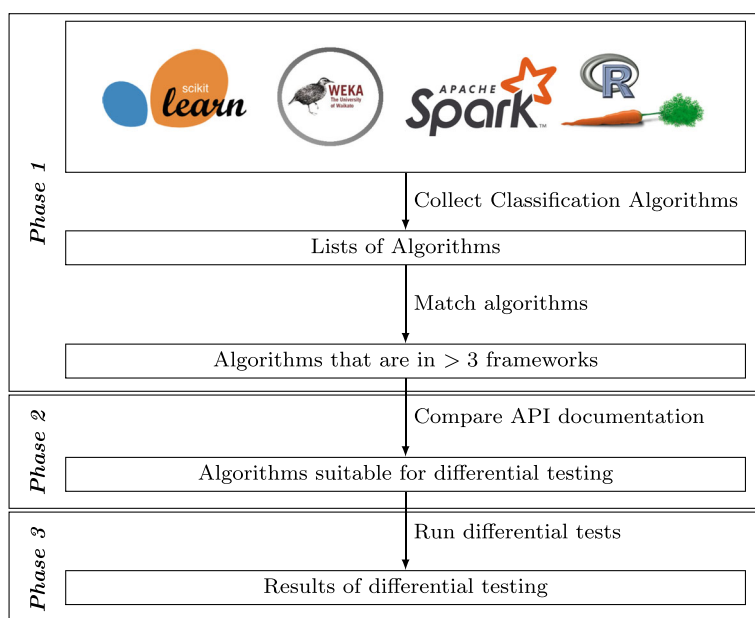 Phase 1
scikit
learn
WEKA
The University
of Waikato
APACHE
Spark™
R
Collect Classification Algorithms
Lists of Algorithms
Match algorithms
Algorithms that are in > 3 frameworks
Phase 2
Compare API documentation
Algorithms suitable for differential testing
Phase 3
Run differential tests
Results of differential testing